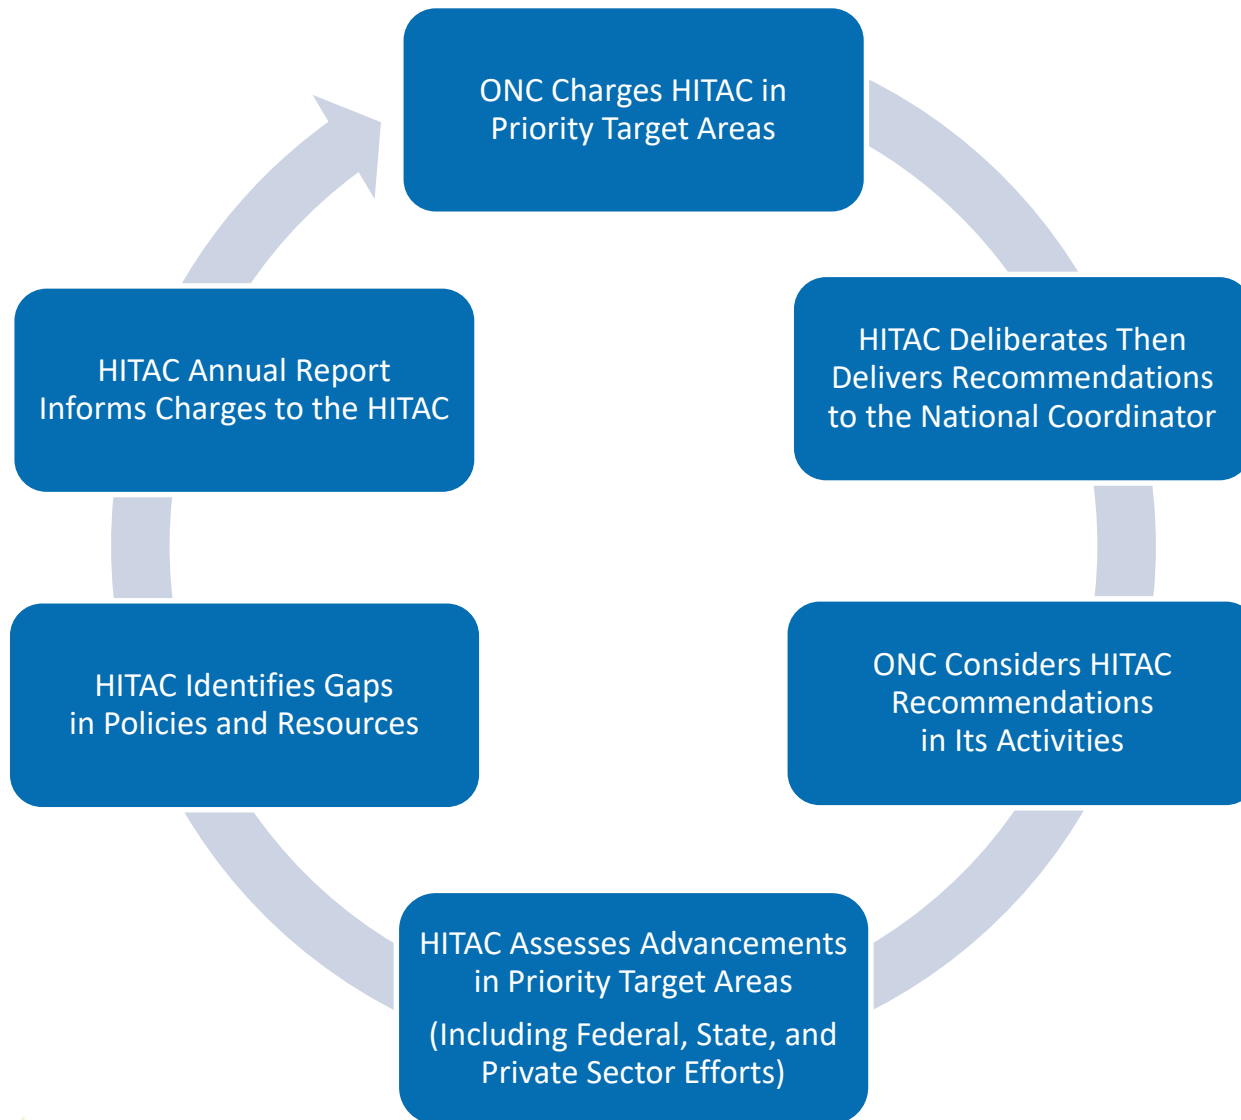 ONC Charges HITAC in
Priority Target Areas
HITAC Deliberates Then
Delivers Recommendations
to the National Coordinator
ONC Considers HITAC
Recommendations
in Its Activities
HITAC Assesses Advancements
in Priority Target Areas
(Including Federal, State, and
Private Sector Efforts)
HITAC Identifies Gaps
in Policies and Resources
HITAC Annual Report
Informs Charges to the HITAC